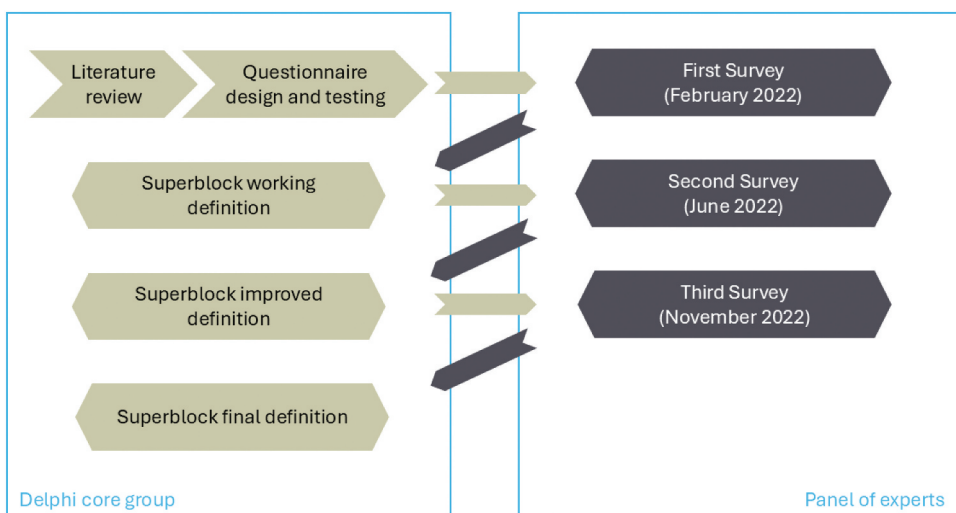 Literature
review
Questionnaire
design and testing
First Survey
(February 2022)
Superblock working
definition
Second Survey
(June 2022)
Superblock improved
definition
Third Survey
(November 2022)
Superblock final definition
Delphi core group
Panel of experts